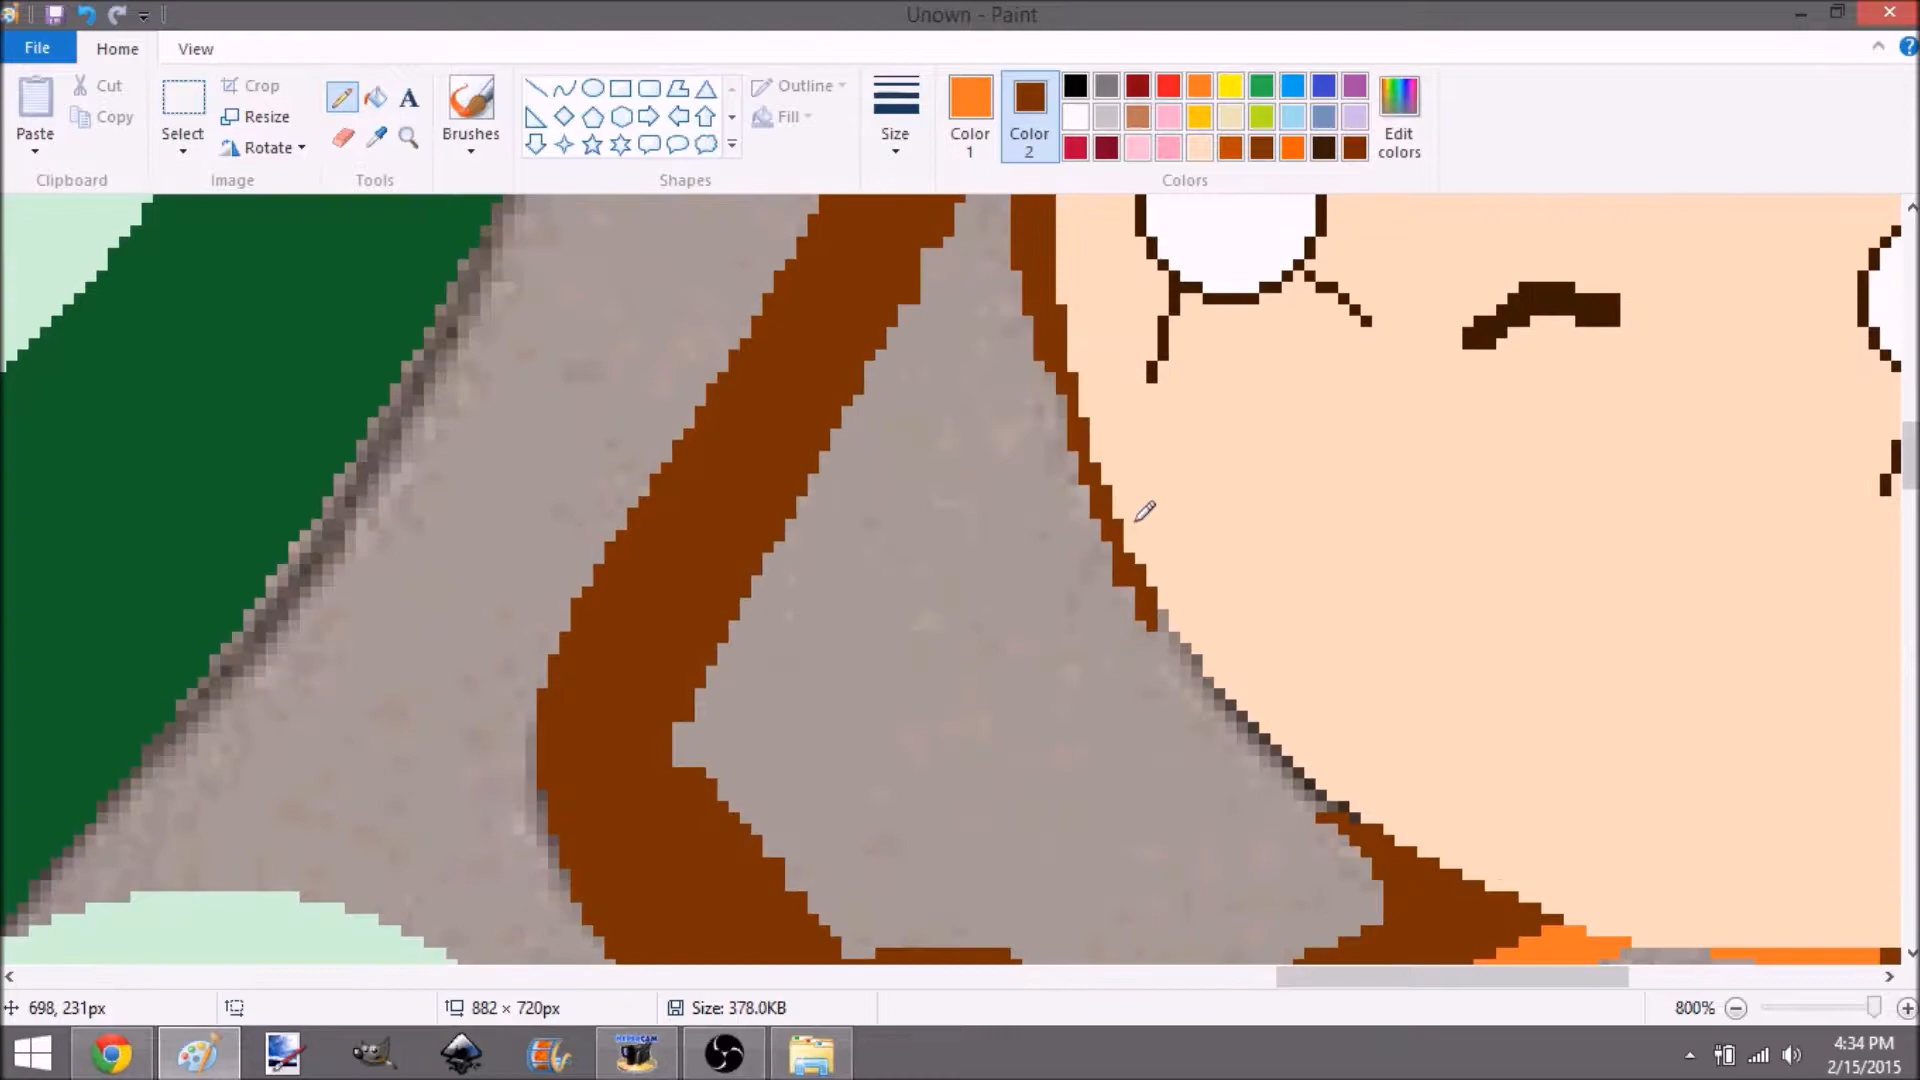 Unown - Paint
File Home View
Paste
Cut
Copy
Clipboard
Select
Crop
Resize
Rotate
Image
A
Tools
Brushes
Outline
Fill
Shapes
Size
Color 1
Color 2
Edit colors
Colors
698, 231px
882 × 720px
Size: 378.0KB
800%
HYPERCAM
4:34 PM
2/15/2015